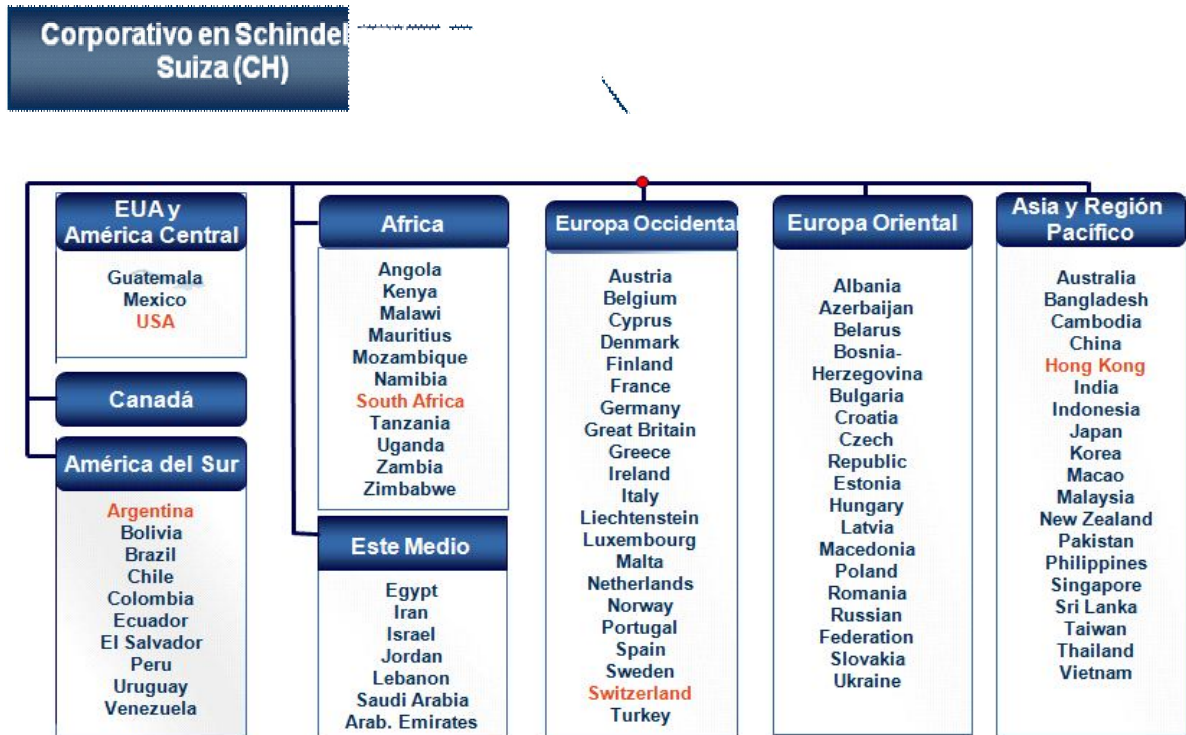 Corporativo en Schindel
Suiza (CH)
EUA y
América Central
Guatemala
Mexico
USA
Canadá
América del Sur
Argentina
Bolivia
Brazil
Chile
Colombia
Ecuador
El Salvador
Peru
Uruguay
Venezuela
Africa
Angola
Kenya
Malawi
Mauritius
Mozambique
Namibia
South Africa
Tanzania
Uganda
Zambia
Zimbabwe
Este Medio
Egypt
Iran
Israel
Jordan
Lebanon
Saudi Arabia
Arab. Emirates
Europa Occidental
Austria
Belgium
Cyprus
Denmark
Finland
France
Germany
Great Britain
Greece
Ireland
Italy
Liechtenstein
Luxembourg
Malta
Netherlands
Norway
Portugal
Spain
Sweden
Switzerland
Turkey
Europa Oriental
Albania
Azerbaijan
Belarus
Bosnia-
Herzegovina
Bulgaria
Croatia
Czech
Republic
Estonia
Hungary
Latvia
Macedonia
Poland
Romania
Russian
Federation
Slovakia
Ukraine
Asia y Región
Pacífico
Australia
Bangladesh
Cambodia
China
Hong Kong
India
Indonesia
Japan
Korea
Macao
Malaysia
New Zealand
Pakistan
Philippines
Singapore
Sri Lanka
Taiwan
Thailand
Vietnam